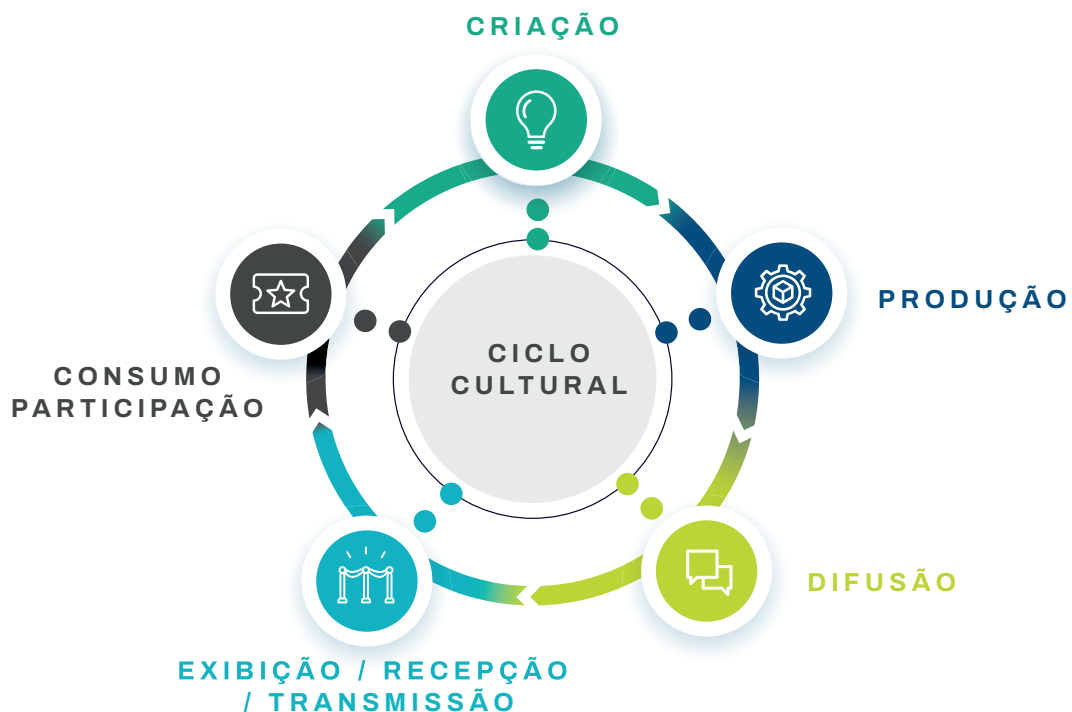 CRIAÇÃO
PRODUÇÃO
CICLO
CULTURAL
CONSUMO
PARTICIPAÇÃO
DIFUSÃO
EXIBIÇÃO / RECEPÇÃO
/ TRANSMISSÃO